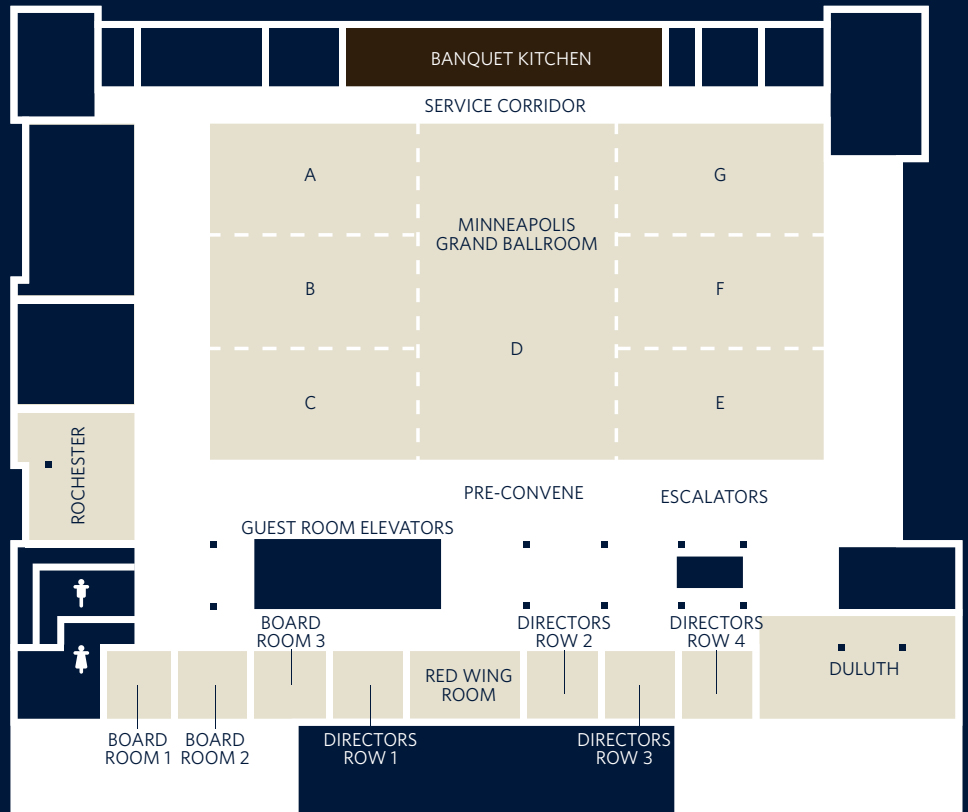 BANQUET KITCHEN
SERVICE CORRIDOR
A
G
MINNEAPOLIS
GRAND BALLROOM
B
F
D
C
E
ROCHESTER
PRE-CONVENE
ESCALATORS
GUEST ROOM ELEVATORS
BOARD
ROOM 3
DIRECTORS
ROW 2
DIRECTORS
ROW 4
RED WING
ROOM
DULUTH
BOARD
ROOM 1
BOARD
ROOM 2
DIRECTORS
ROW 1
DIRECTORS
ROW 3